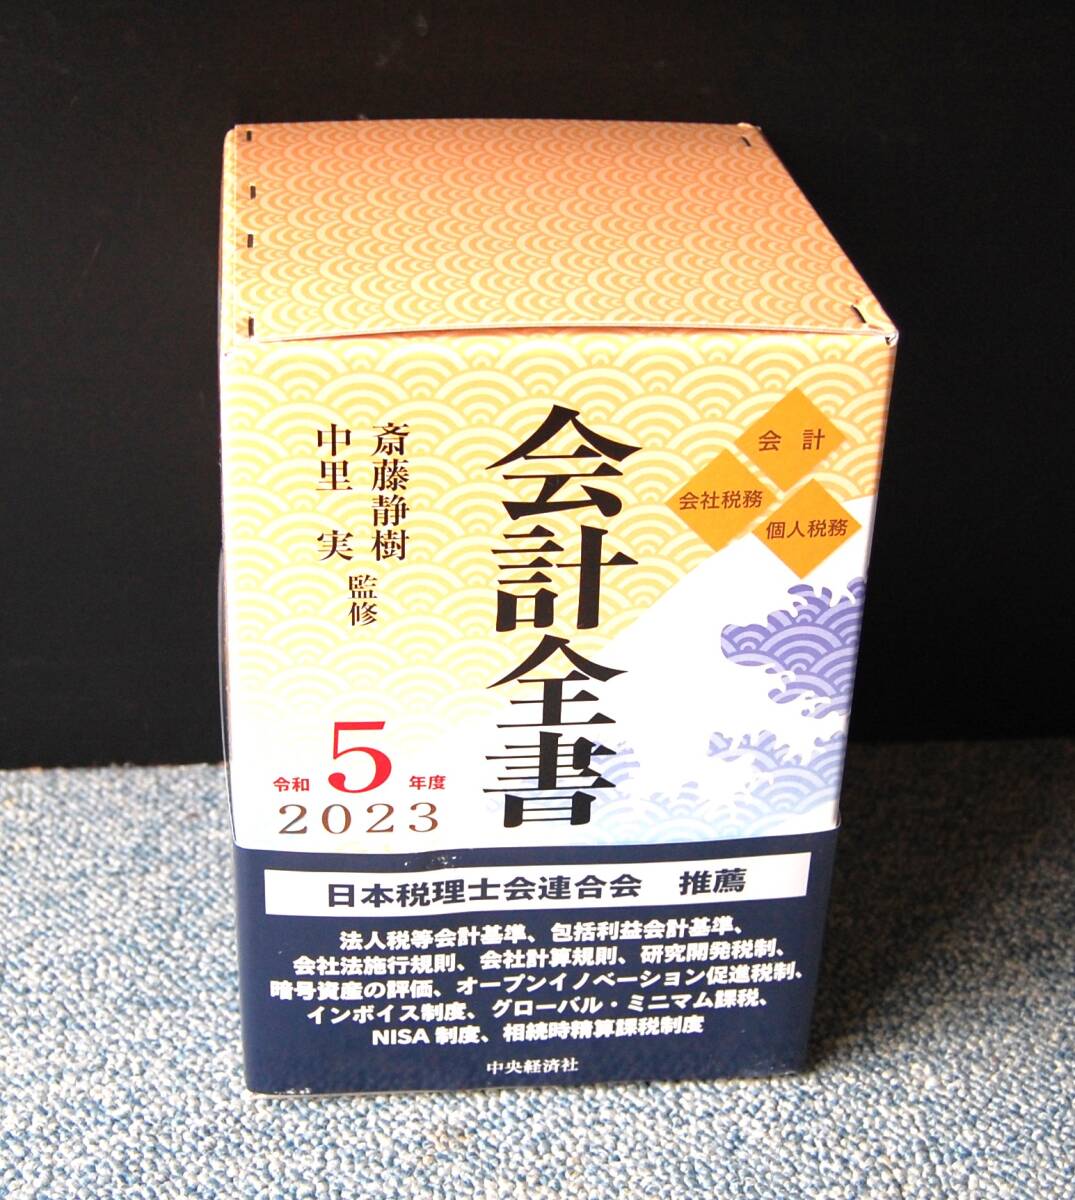 会計全書
斎藤静樹
中里 実
監修
会計
会社税務
個人税務
令和5年度
2023
日本税理士会連合会 推薦
法人税等会計基準、包括利益会計基準、
会社法施行規則、会社計算規則、研究開発税制、
暗号資産の評価、オープンイノベーション促進税制、
インボイス制度、グローバル・ミニマム課税、
NISA制度、相続時精算課税制度
中央経済社